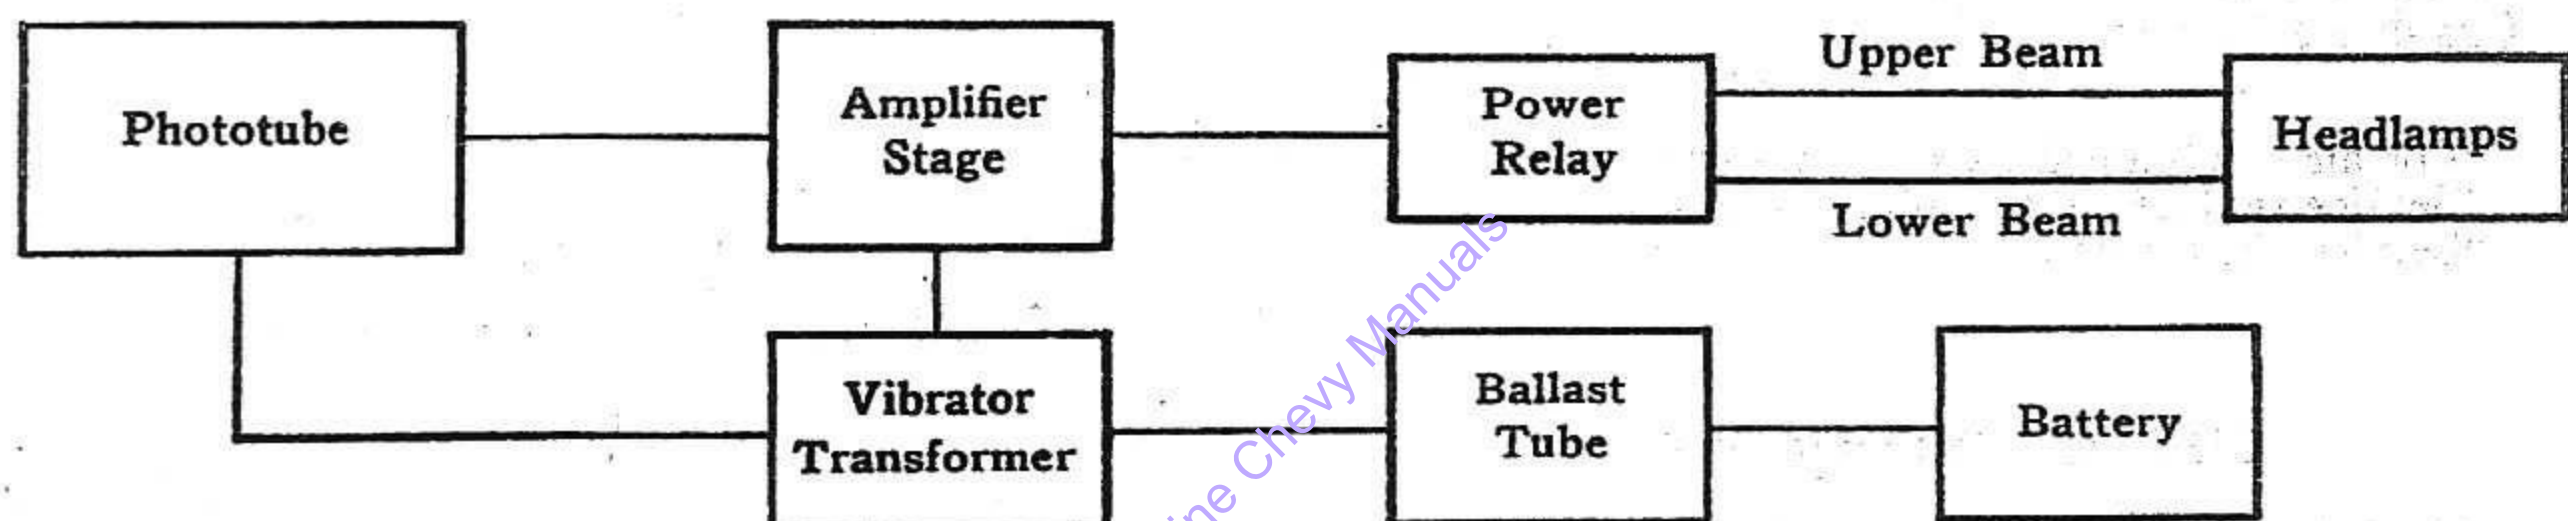 Phototube
Amplifier
Stage
Power
Relay
Upper Beam
Lower Beam
Headlamps
Vibrator
Transformer
Ballast
Tube
Battery
Chevy Manuals